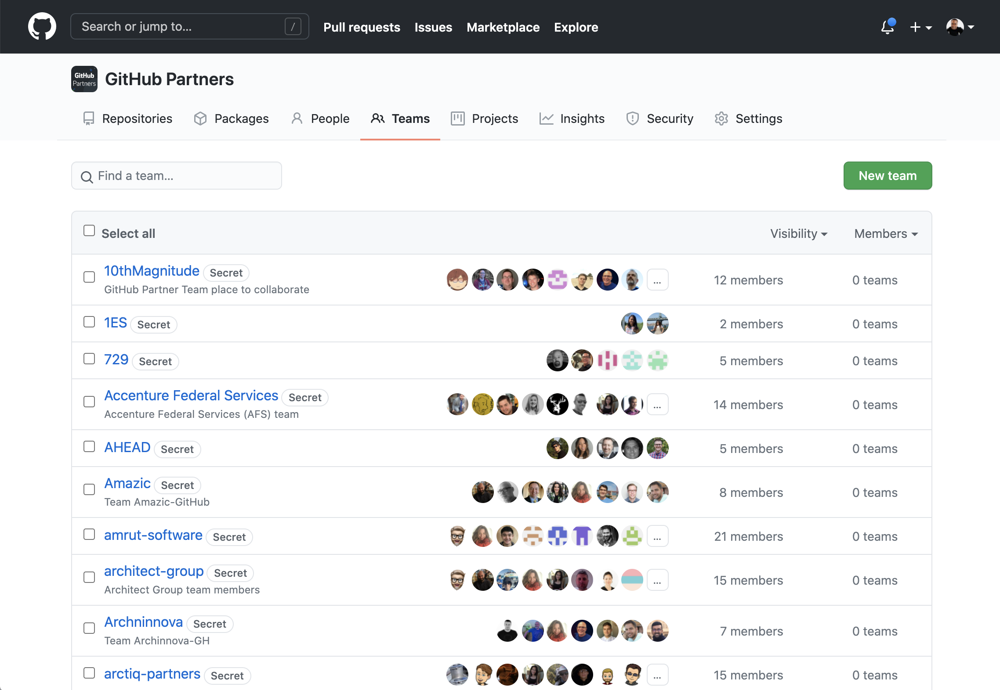 Search or jump to...
/
Pull requests Issues Marketplace Explore
GitHub
Partners
GitHub Partners
Repositories Packages People Teams Projects Insights Security Settings
Find a team...
New team
Select all Visibility Members
10thMagnitude Secret
GitHub Partner Team place to collaborate
... 12 members 0 teams
1ES Secret 2 members 0 teams
729 Secret 5 members 0 teams
Accenture Federal Services Secret
Accenture Federal Services (AFS) team
... 14 members 0 teams
AHEAD Secret 5 members 0 teams
Amazic Secret
Team Amazic-GitHub
8 members 0 teams
amrut-software Secret ... 21 members 0 teams
architect-group Secret
Architect Group team members
... 15 members 0 teams
Archninnova Secret
Team Archinnova-GH
7 members 0 teams
arctiq-partners Secret ... 15 members 0 teams